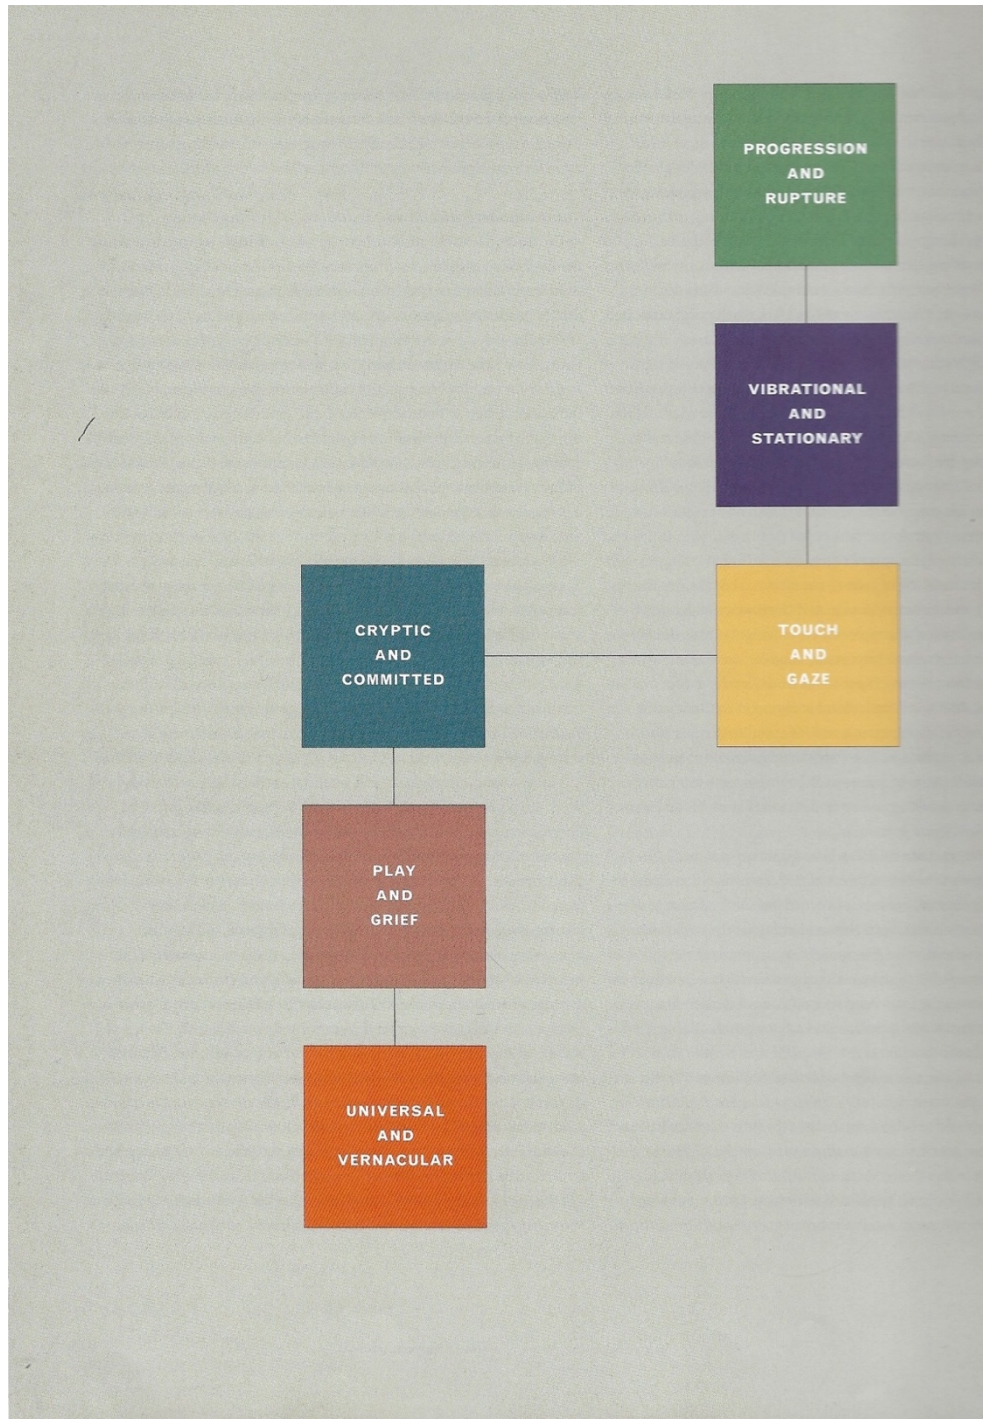 PROGRESSION
AND
RUPTURE
VIBRATIONAL
AND
STATIONARY
CRYPTIC
AND
COMMITTED
TOUCH
AND
GAZE
PLAY
AND
GRIEF
UNIVERSAL
AND
VERNACULAR